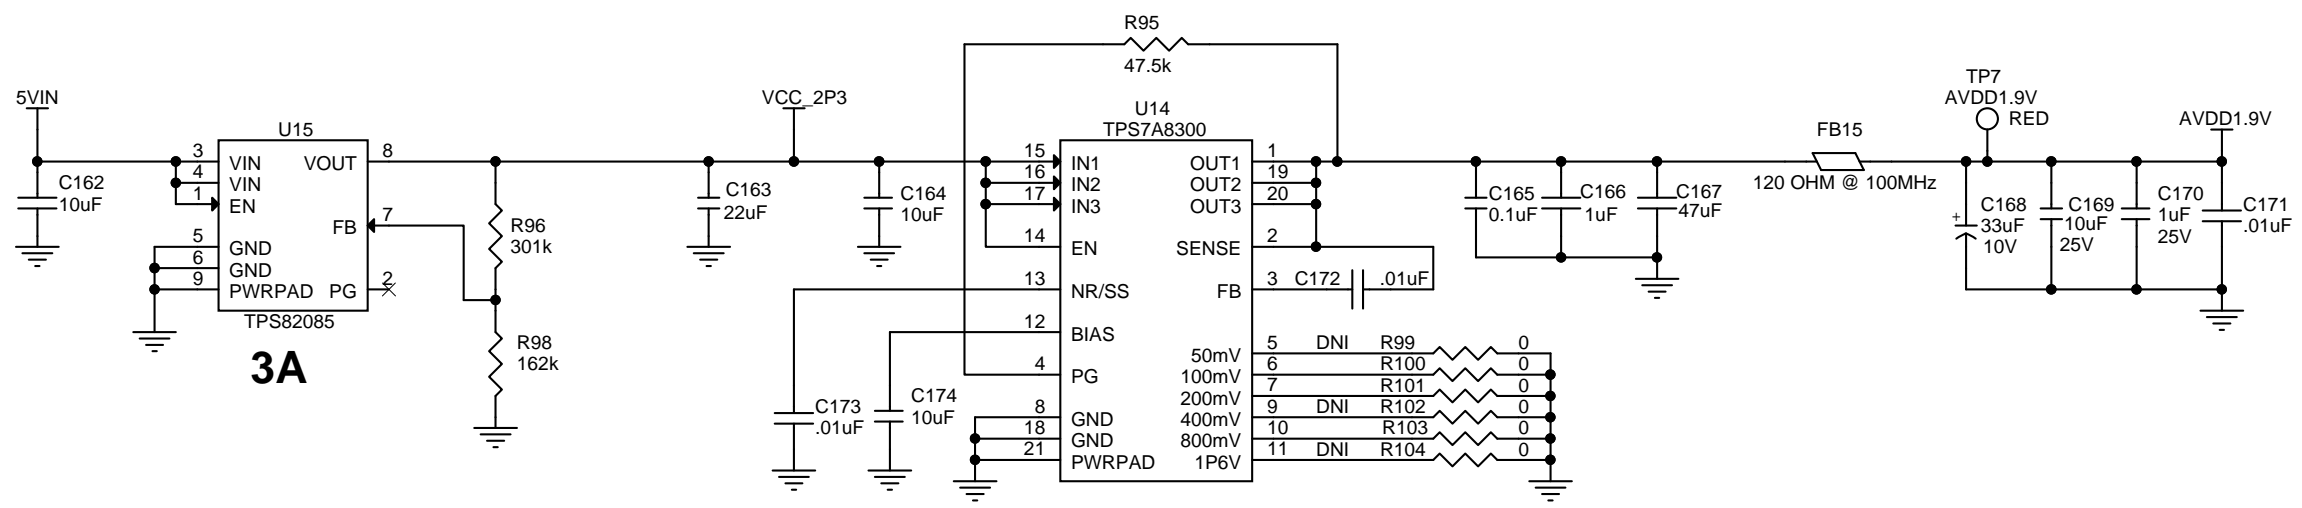 R95
47.5k
5VIN
VCC_2P3
TP7
AVDD1.9V
RED
AVDD1.9V
U15
3 VIN VOUT 8
4 VIN
1 EN
FB 7
5 GND
6 GND
9 PWRPAD PG 2
TPS82085
3A
C162
10uF
R96
301k
R98
162k
C163
22uF
C164
10uF
U14
TPS7A8300
15 IN1 OUT1 1
16 IN2 OUT2 19
17 IN3 OUT3 20
14 EN SENSE 2
13 NR/SS FB 3
12 BIAS
4 PG
8 GND
18 GND
21 PWRPAD
50mV 5 DNI R99 0
100mV 6 R100 0
200mV 7 R101 0
400mV 9 DNI R102 0
800mV 10 R103 0
1P6V 11 DNI R104 0
C172 .01uF
C173
.01uF
C174
10uF
C165
0.1uF
C166
1uF
C167
47uF
FB15
120 OHM @ 100MHz
+
C168
33uF
10V
C169
10uF
25V
C170
1uF
25V
C171
.01uF